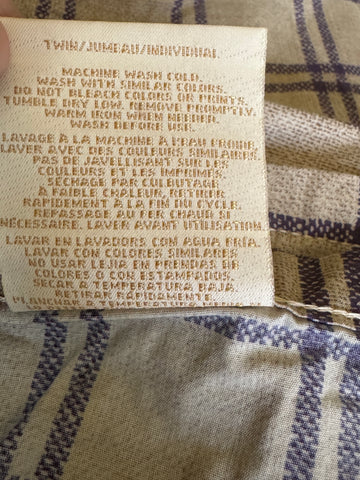 TWIN/JUMEAU/INDIVIDUAL
MACHINE WASH COLD.
WASH WITH SIMILAR COLORS.
DO NOT BLEACH COLORS OR PRINTS.
TUMBLE DRY LOW. REMOVE PROMPTLY.
WARM IRON WHEN NEEDED.
WASH BEFORE USE.
LAVAGE À LA MACHINE À L'EAU FROIDE.
LAVER AVEC DES COULEURS SIMILAIRES.
PAS DE JAVELLISANT SUR LES
COULEURS ET LES IMPRIMÉS.
SÉCHAGE PAR CULBUTAGE
À FAIBLE CHALEUR, RETIRER
RAPIDEMENT À LA FIN DU CYCLE.
REPASSAGE AU FER CHAUD SI
NÉCESSAIRE. LAVER AVANT UTILISATION.
LAVAR EN LAVADORA CON AGUA FRÍA.
LAVAR CON COLORES SIMILARES
NO USAR LEJIA EN PRENDAS DE
COLORES O CON ESTAMPADOS.
SECAR A TEMPERATURA BAJA.
RETIRAR RÁPIDAMENTE.
PLANCHAR A TEMPERATURA MEDIA